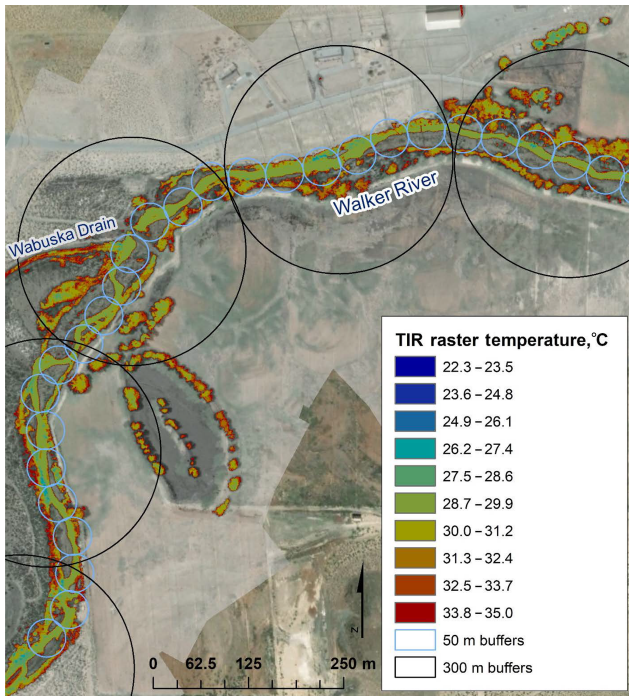 Wabuska Drain
Walker River
TIR raster temperature,°C
22.3 – 23.5
23.6 – 24.8
24.9 – 26.1
26.2 – 27.4
27.5 – 28.6
28.7 – 29.9
30.0 – 31.2
31.3 – 32.4
32.5 – 33.7
33.8 – 35.0
50 m buffers
300 m buffers
N
0 62.5 125 250 m